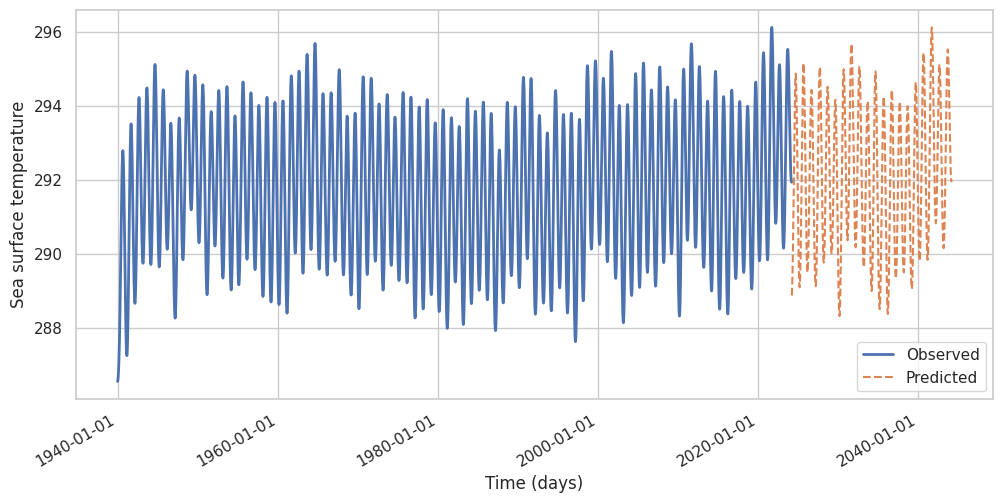 Sea surface temperature
296
294
292
290
288
1940-01-01
1960-01-01
1980-01-01
2000-01-01
2020-01-01
2040-01-01
Time (days)
Observed
Predicted